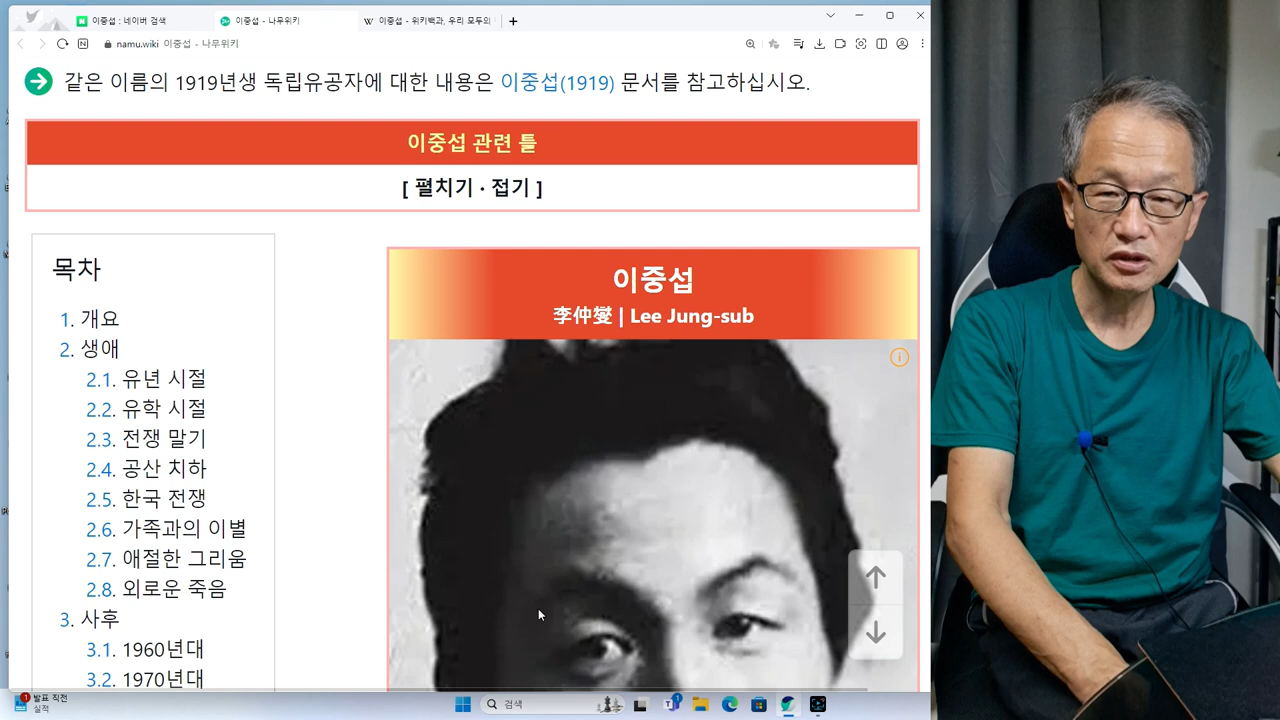 이중섭 : 네이버 검색
이중섭 - 나무위키
W 이중섭 - 위키백과, 우리 모두의
namu.wiki 이중섭 - 나무위키
같은 이름의 1919년생 독립유공자에 대한 내용은 이중섭(1919) 문서를 참고하십시오.
이중섭 관련 틀
[ 펼치기 · 접기 ]
목차
1. 개요
2. 생애
2.1. 유년 시절
2.2. 유학 시절
2.3. 전쟁 말기
2.4. 공산 치하
2.5. 한국 전쟁
2.6. 가족과의 이별
2.7. 애절한 그리움
2.8. 외로운 죽음
3. 사후
3.1. 1960년대
3.2. 1970년대
이중섭
李仲燮 | Lee Jung-sub
1
발표 직전
실적
검색
1